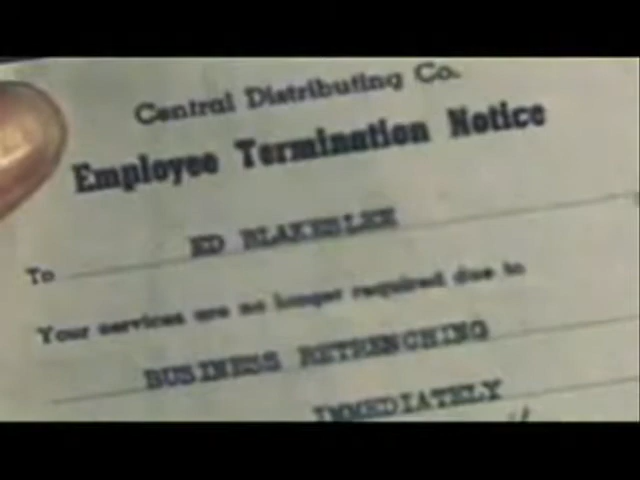 Central Distributing Co.
Employee Termination Notice
To ED BLAKESLEE
Your services are no longer required due to
BUSINESS RETRENCHING
IMMEDIATELY